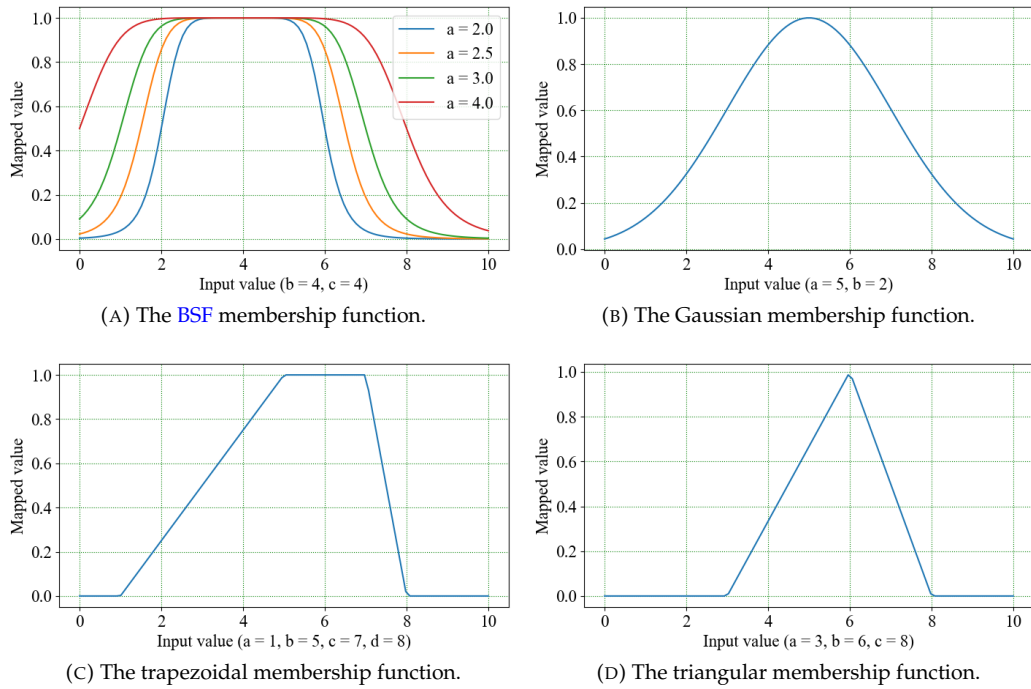 1.0
0.8
0.6
0.4
0.2
0.0
Mapped value
a = 2.0
a = 2.5
a = 3.0
a = 4.0
0 2 4 6 8 10
Input value (b = 4, c = 4)
(A) The BSF membership function.
1.0
0.8
0.6
0.4
0.2
0.0
Mapped value
0 2 4 6 8 10
Input value (a = 5, b = 2)
(B) The Gaussian membership function.
1.0
0.8
0.6
0.4
0.2
0.0
Mapped value
0 2 4 6 8 10
Input value (a = 1, b = 5, c = 7, d = 8)
(C) The trapezoidal membership function.
1.0
0.8
0.6
0.4
0.2
0.0
Mapped value
0 2 4 6 8 10
Input value (a = 3, b = 6, c = 8)
(D) The triangular membership function.